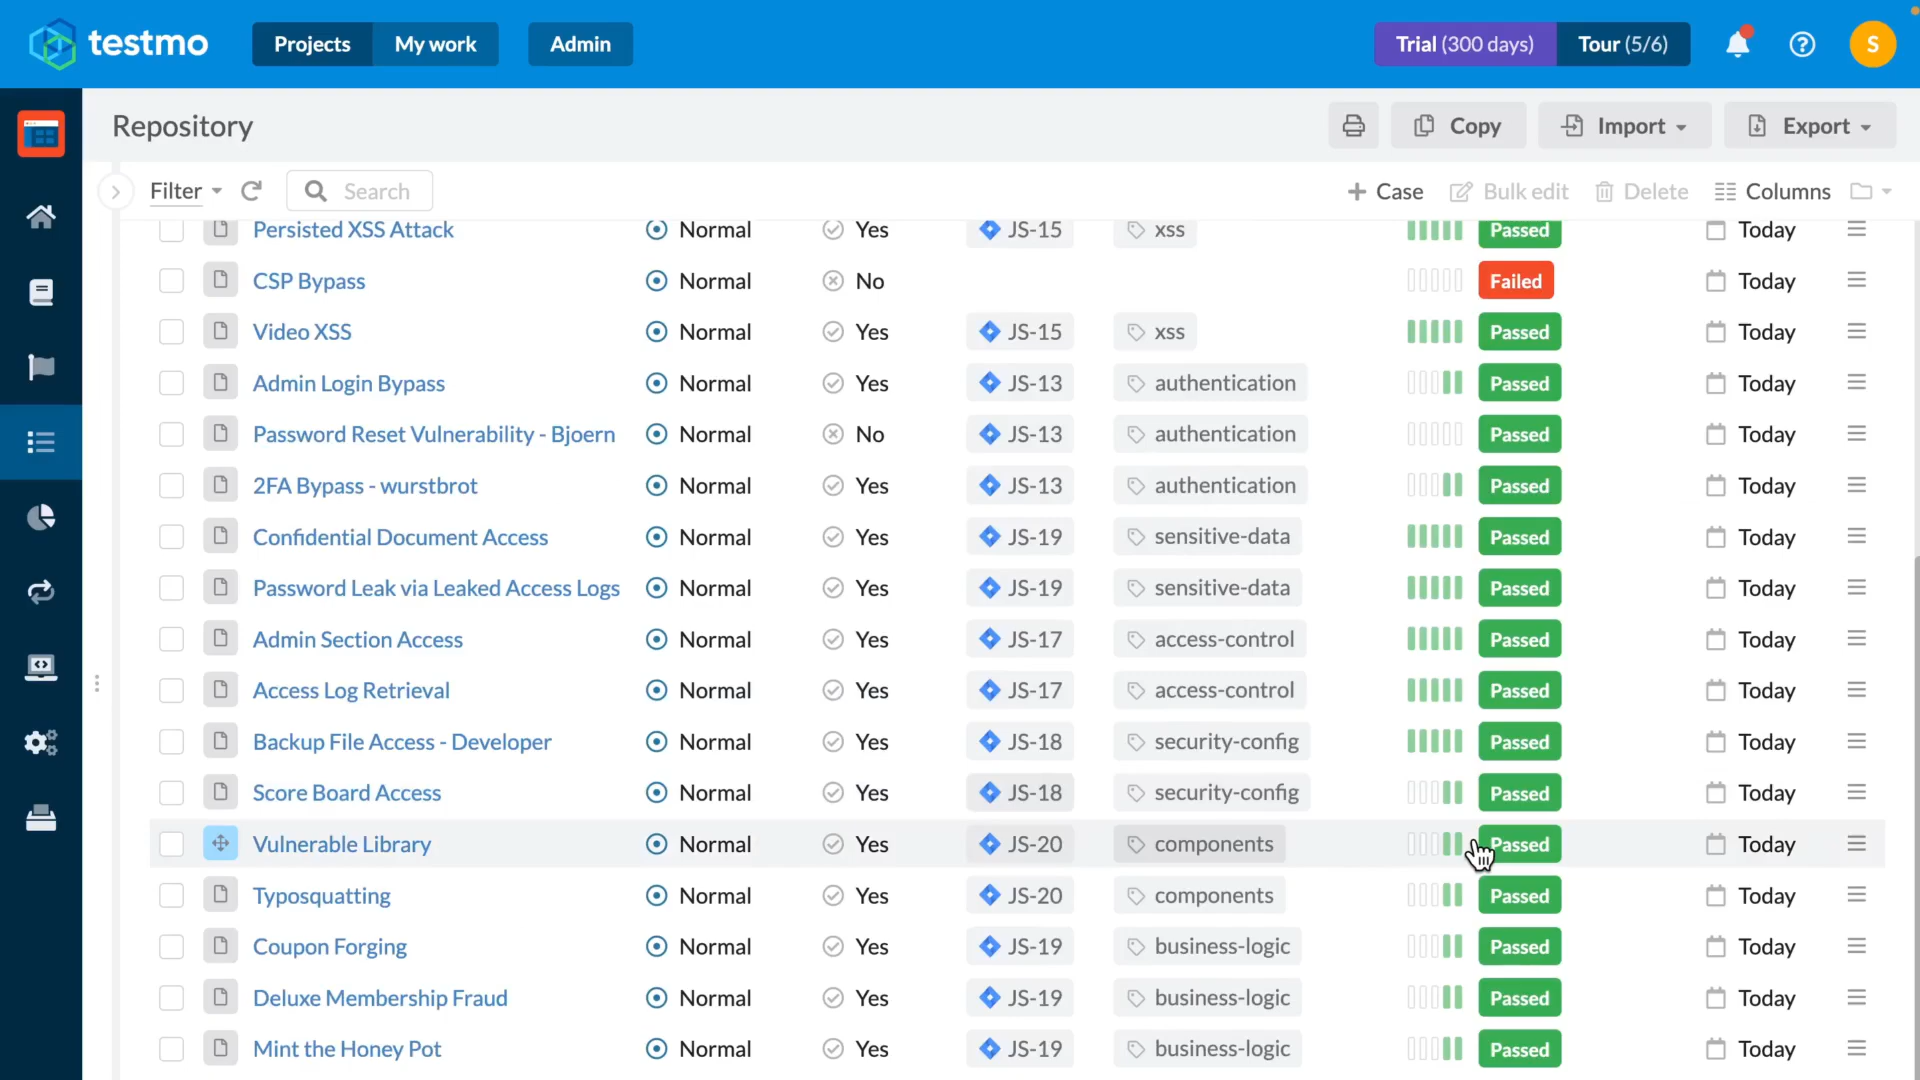 testmo Projects My work Admin Trial (300 days) Tour (5/6) S
Repository Copy Import Export
Filter Search Case Bulk edit Delete Columns
Persisted XSS Attack Normal Yes JS-15 xss Passed Today
CSP Bypass Normal No Failed Today
Video XSS Normal Yes JS-15 xss Passed Today
Admin Login Bypass Normal Yes JS-13 authentication Passed Today
Password Reset Vulnerability - Bjoern Normal No JS-13 authentication Passed Today
2FA Bypass - wurstbrot Normal Yes JS-13 authentication Passed Today
Confidential Document Access Normal Yes JS-19 sensitive-data Passed Today
Password Leak via Leaked Access Logs Normal Yes JS-19 sensitive-data Passed Today
Admin Section Access Normal Yes JS-17 access-control Passed Today
Access Log Retrieval Normal Yes JS-17 access-control Passed Today
Backup File Access - Developer Normal Yes JS-18 security-config Passed Today
Score Board Access Normal Yes JS-18 security-config Passed Today
Vulnerable Library Normal Yes JS-20 components Passed Today
Typosquatting Normal Yes JS-20 components Passed Today
Coupon Forging Normal Yes JS-19 business-logic Passed Today
Deluxe Membership Fraud Normal Yes JS-19 business-logic Passed Today
Mint the Honey Pot Normal Yes JS-19 business-logic Passed Today